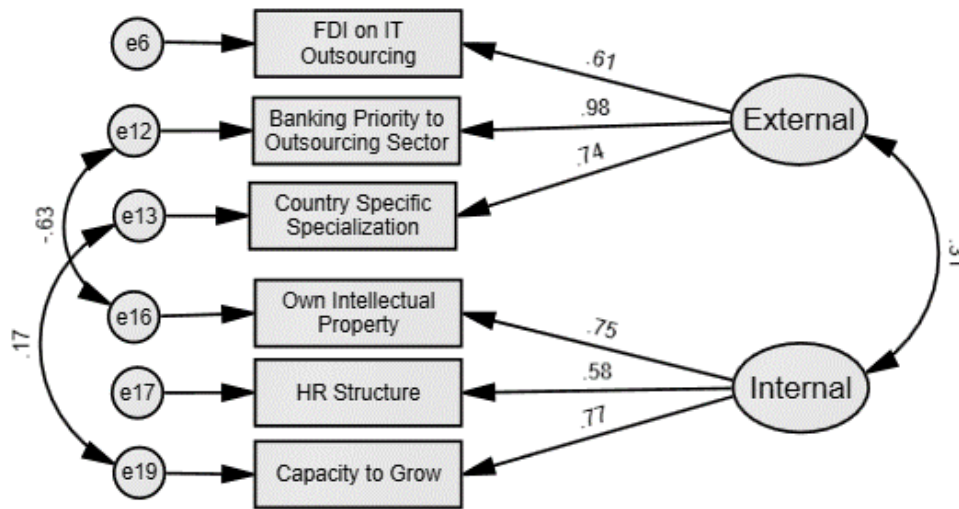 e6
FDI on IT
Outsourcing
.61
e12
Banking Priority to
Outsourcing Sector
.98
External
e13
Country Specific
Specialization
.74
-.63
e16
Own Intellectual
Property
.75
.17
e17
HR Structure
.58
Internal
e19
Capacity to Grow
.77